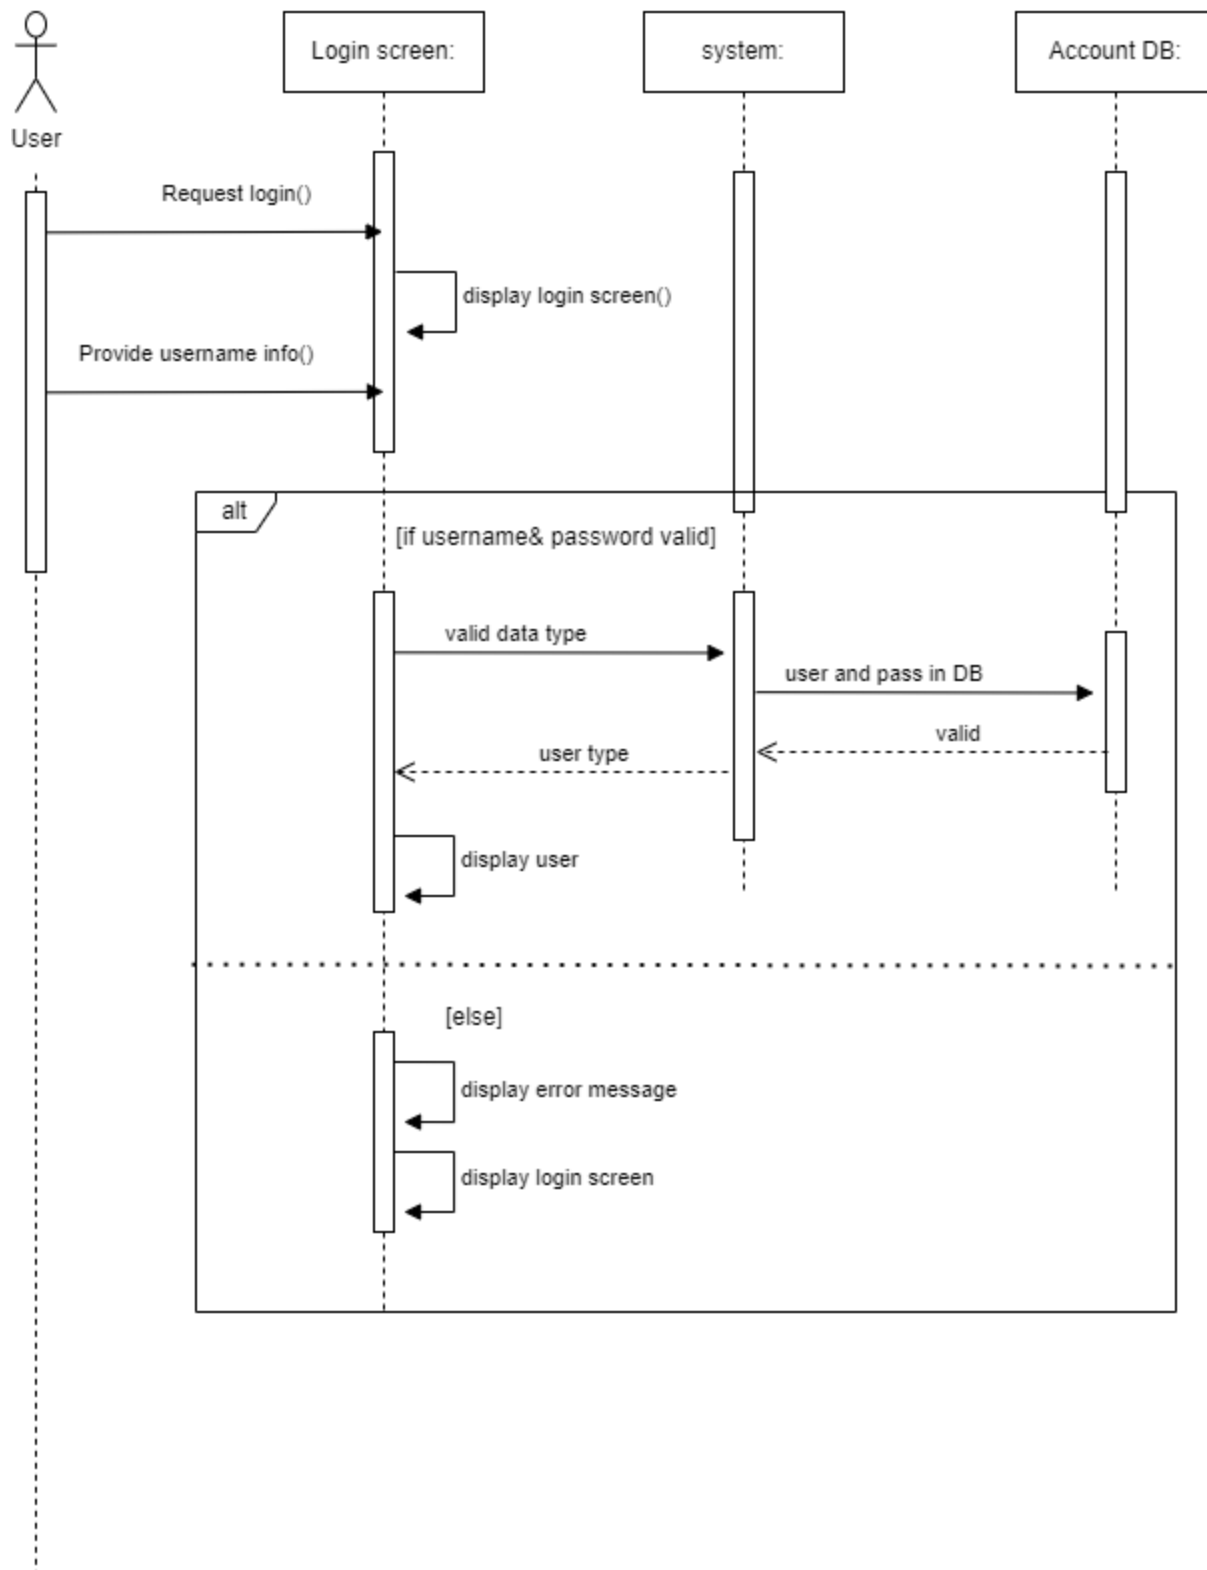 Login screen:
system:
Account DB:
User
Request login()
display login screen()
Provide username info()
alt
[if username& password valid]
valid data type
user and pass in DB
valid
user type
display user
[else]
display error message
display login screen